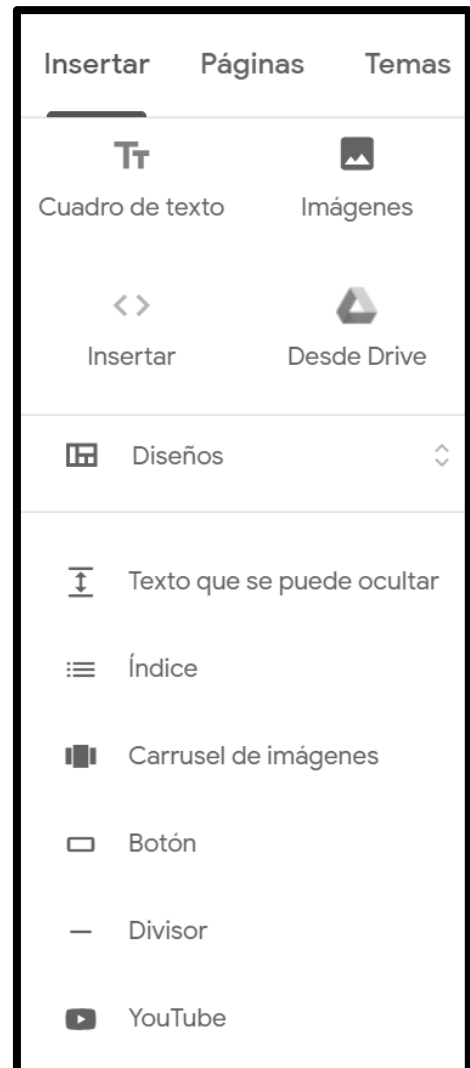 Insertar Páginas Temas
Cuadro de texto Imágenes
Insertar Desde Drive
Diseños
Texto que se puede ocultar
Índice
Carrusel de imágenes
Botón
Divisor
YouTube